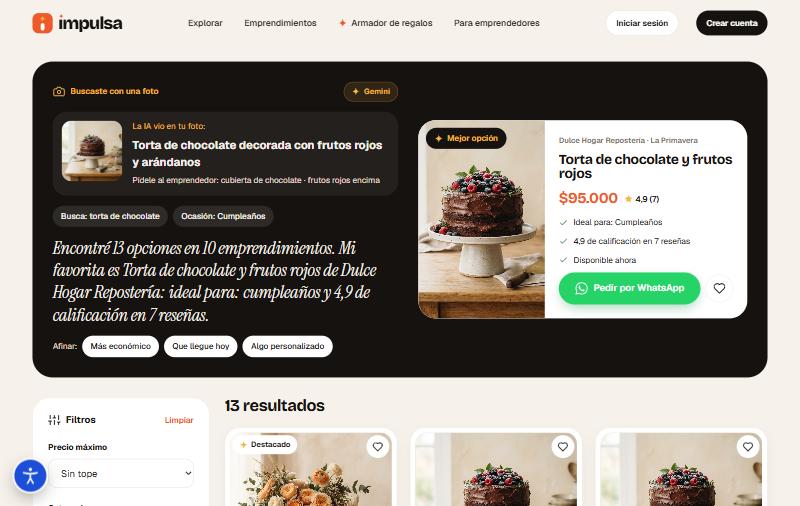 impulsa
Explorar
Emprendimientos
Armador de regalos
Para emprendedores
Iniciar sesión
Crear cuenta
Buscaste con una foto
Gemini
La IA vio en tu foto:
Torta de chocolate decorada con frutos rojos
y arándanos
Pídele al emprendedor: cubierta de chocolate · frutos rojos encima
Busca: torta de chocolate
Ocasión: Cumpleaños
Encontré 13 opciones en 10 emprendimientos. Mi
favorita es Torta de chocolate y frutos rojos de Dulce
Hogar Repostería: ideal para: cumpleaños y 4,9 de
calificación en 7 reseñas.
Afinar:
Más económico
Que llegue hoy
Algo personalizado
Mejor opción
Dulce Hogar Repostería · La Primavera
Torta de chocolate y frutos
rojos
$95.000
4,9 (7)
Ideal para: Cumpleaños
4,9 de calificación en 7 reseñas
Disponible ahora
Pedir por WhatsApp
Filtros
Limpiar
Precio máximo
Sin tope
13 resultados
Destacado